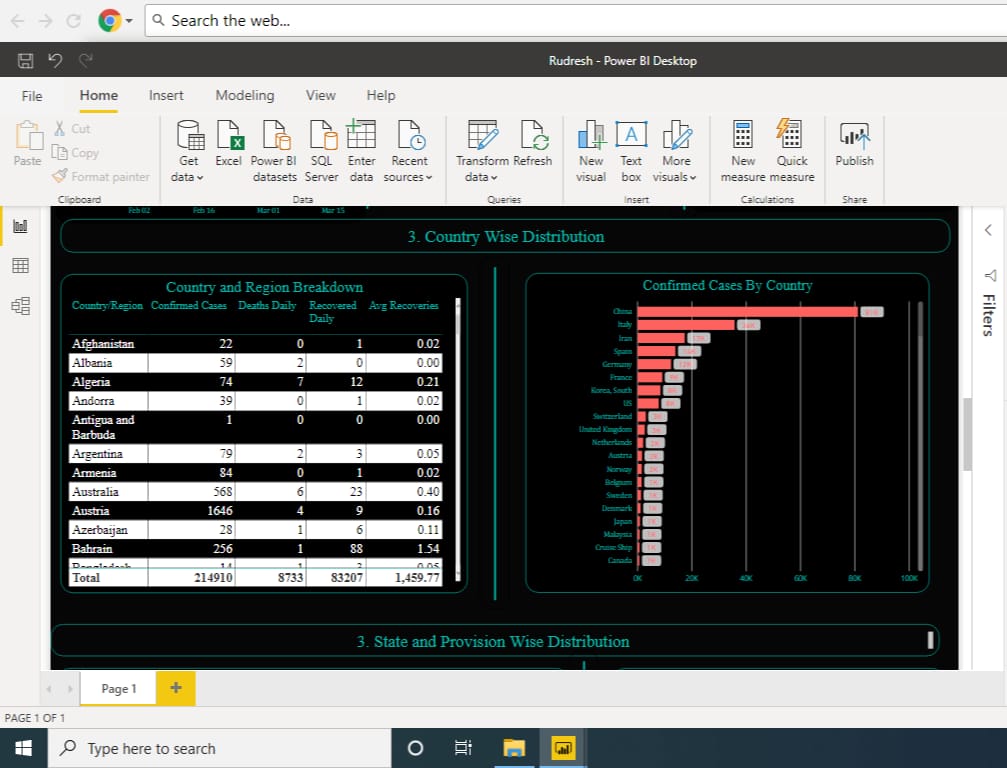 Search the web...
Rudresh - Power BI Desktop
File Home Insert Modeling View Help
Paste
Cut
Copy
Format painter
Clipboard
Get data
Excel
Power BI datasets
SQL Server
Enter data
Recent sources
Data
Transform data
Refresh
Queries
New visual
Text box
A
More visuals
Insert
New measure
Quick measure
Calculations
Publish
Share
Feb 02 Feb 16 Mar 01 Mar 15
3. Country Wise Distribution
Country and Region Breakdown
Country/Region Confirmed Cases Deaths Daily Recovered Daily Avg Recoveries
Afghanistan 22 0 1 0.02
Albania 59 2 0 0.00
Algeria 74 7 12 0.21
Andorra 39 0 1 0.02
Antigua and Barbuda 1 0 0 0.00
Argentina 79 2 3 0.05
Armenia 84 0 1 0.02
Australia 568 6 23 0.40
Austria 1646 4 9 0.16
Azerbaijan 28 1 6 0.11
Bahrain 256 1 88 1.54
Bangladesh 14 1 3 0.05
Total 214910 8733 83207 1,459.77
Confirmed Cases By Country
China 81K
Italy
Iran
Spain
Germany
France
Korea, South
US
Switzerland
United Kingdom
Netherlands
Austria
Norway
Belgium
Sweden
Denmark 1K
Japan 1K
Malaysia 1K
Cruise Ship 1K
Canada
0K 20K 40K 60K 80K 100K
Filters
3. State and Provision Wise Distribution
Page 1
PAGE 1 OF 1
Type here to search